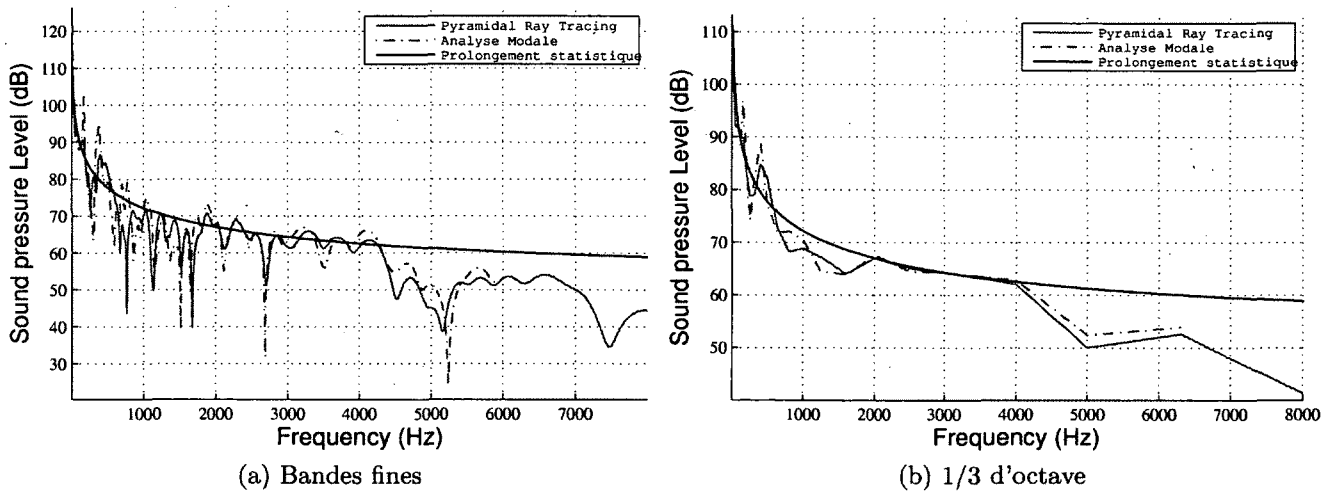 Pyramidal Ray Tracing
Analyse Modale
Prolongement statistique
120
110
100
90
80
70
60
50
40
30
Sound pressure Level (dB)
1000 2000 3000 4000 5000 6000 7000
Frequency (Hz)
(a) Bandes fines
Pyramidal Ray Tracing
Analyse Modale
Prolongement statistique
110
100
90
80
70
60
50
Sound pressure Level (dB)
1000 2000 3000 4000 5000 6000 7000 8000
Frequency (Hz)
(b) 1/3 d'octave